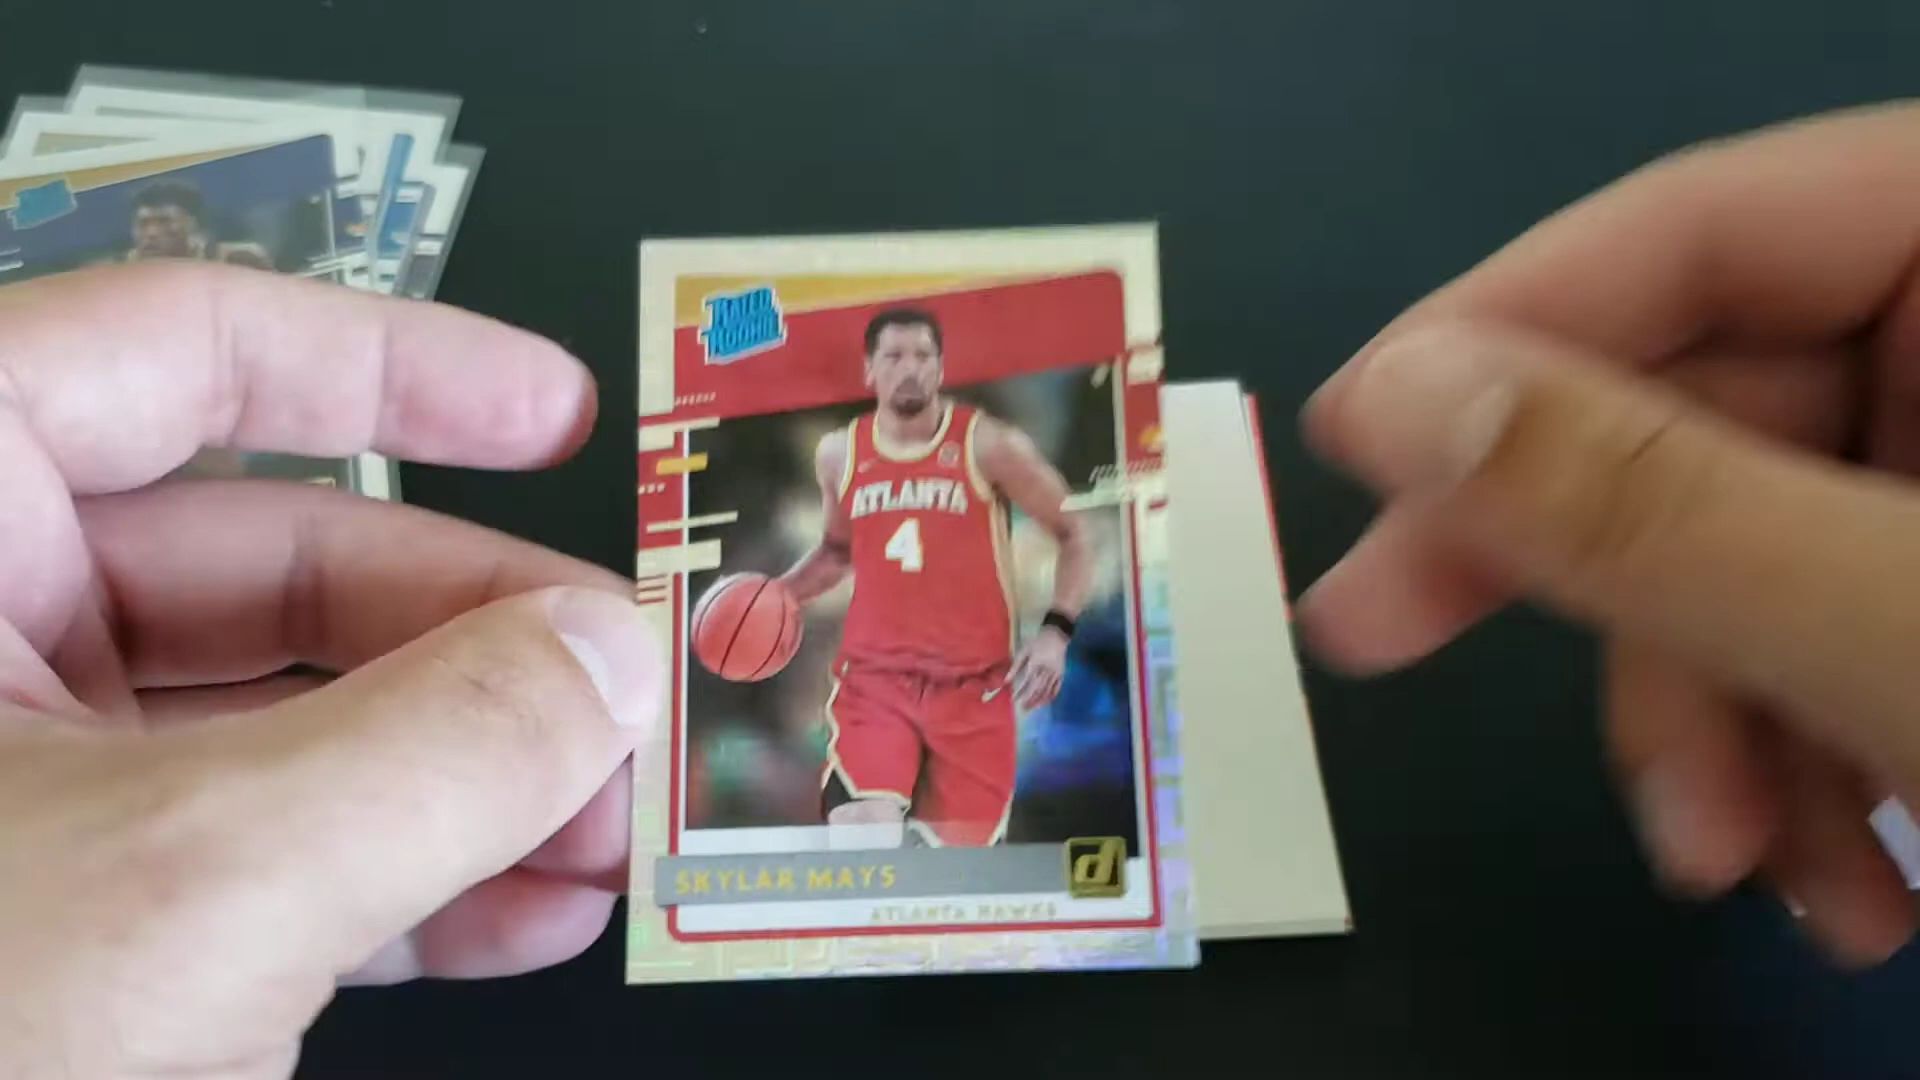 RATED
ROOKIE
ATLANTA
4
SKYLAR MAYS
d
ATLANTA HAWKS